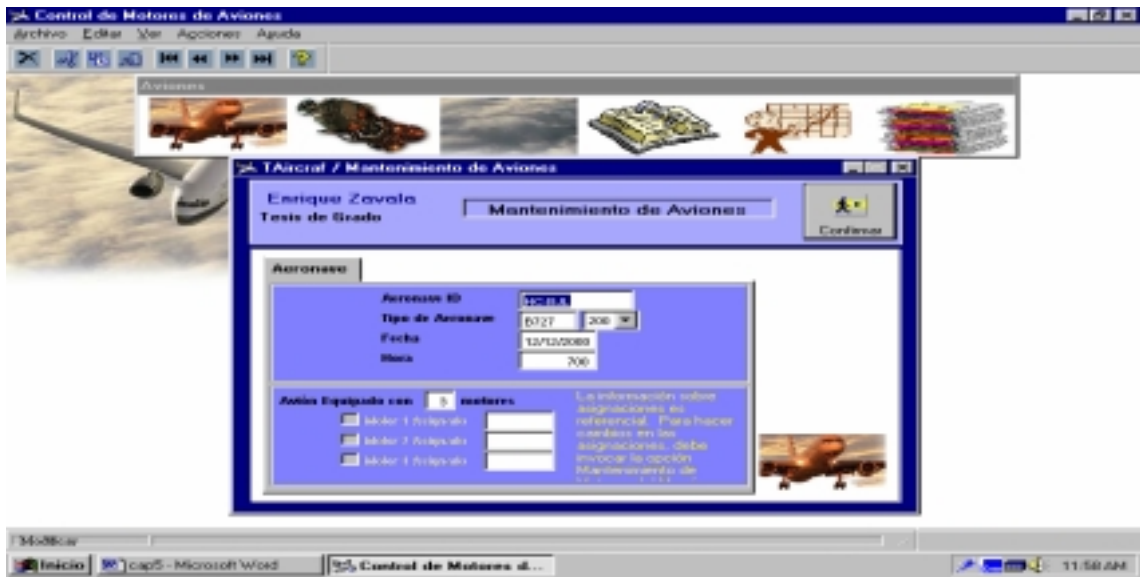 Control de Motores de Aviones
Archivo Editar Ver Acciones Ayuda
Aviones
TAircraf / Mantenimiento de Aviones
Enrique Zavala
Tesis de Grado
Mantenimiento de Aviones
Confirmar
Aeronave
Aeronave ID
Tipo de Aeronave B727 200
Fecha 12/12/2000
Hora 700
Avión Equipado con 3 motores
Motor 1 Asignado
Motor 2 Asignado
Motor Asignado
La información sobre
asignaciones es
referencial. Para hacer
cambios en las
asignaciones, debe
invocar la opción
Mantenimiento de
Modificar
Inicio
cap5 - Microsoft Word
Control de Motores d...
11:58 AM